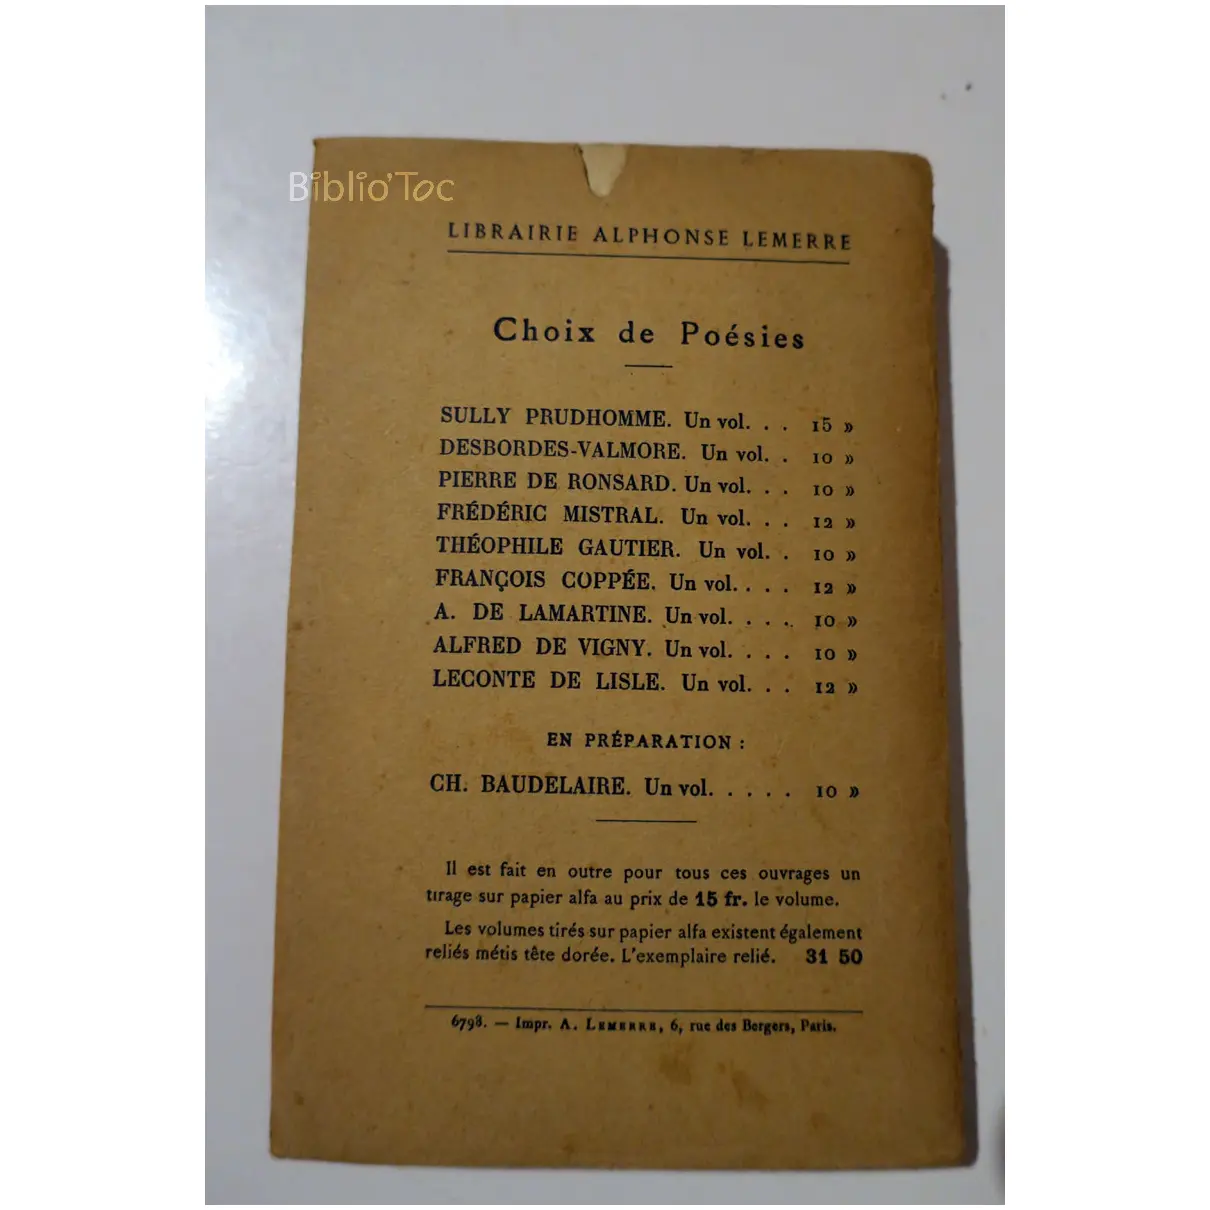 Biblio'Toc
LIBRAIRIE ALPHONSE LEMERRE
Choix de Poésies
SULLY PRUDHOMME. Un vol. . . 15 »
DESBORDES-VALMORE. Un vol. . 10 »
PIERRE DE RONSARD. Un vol. . . 10 »
FRÉDÉRIC MISTRAL. Un vol. . . 12 »
THÉOPHILE GAUTIER. Un vol. . 10 »
FRANÇOIS COPPÉE. Un vol. . . . 12 »
A. DE LAMARTINE. Un vol. . . . 10 »
ALFRED DE VIGNY. Un vol. . . . 10 »
LECONTE DE LISLE. Un vol. . . 12 »
EN PRÉPARATION :
CH. BAUDELAIRE. Un vol. . . . . 10 »
Il est fait en outre pour tous ces ouvrages un
tirage sur papier alfa au prix de 15 fr. le volume.
Les volumes tirés sur papier alfa existent également
reliés métis tête dorée. L'exemplaire relié. 31 50
6798. — Impr. A. LEMERRE, 6, rue des Bergers, Paris.